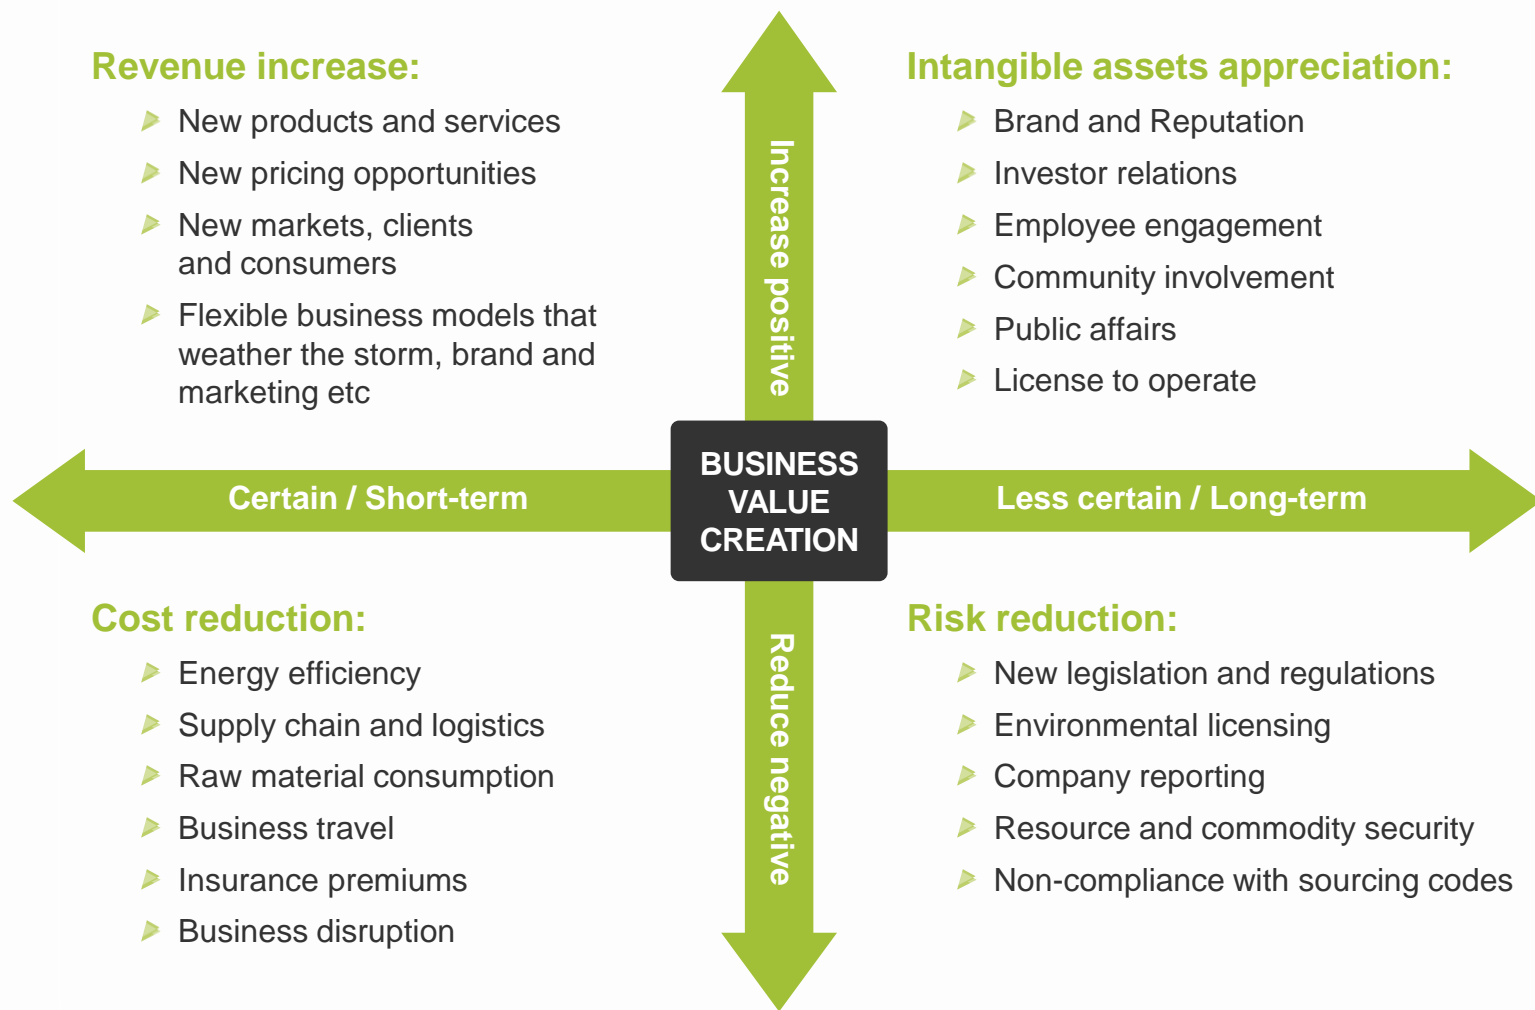 Revenue increase:
New products and services
New pricing opportunities
New markets, clients
and consumers
Flexible business models that
weather the storm, brand and
marketing etc
Intangible assets appreciation:
Brand and Reputation
Investor relations
Employee engagement
Community involvement
Public affairs
License to operate
Increase positive
Certain / Short-term
BUSINESS
VALUE
CREATION
Less certain / Long-term
Reduce negative
Cost reduction:
Energy efficiency
Supply chain and logistics
Raw material consumption
Business travel
Insurance premiums
Business disruption
Risk reduction:
New legislation and regulations
Environmental licensing
Company reporting
Resource and commodity security
Non-compliance with sourcing codes